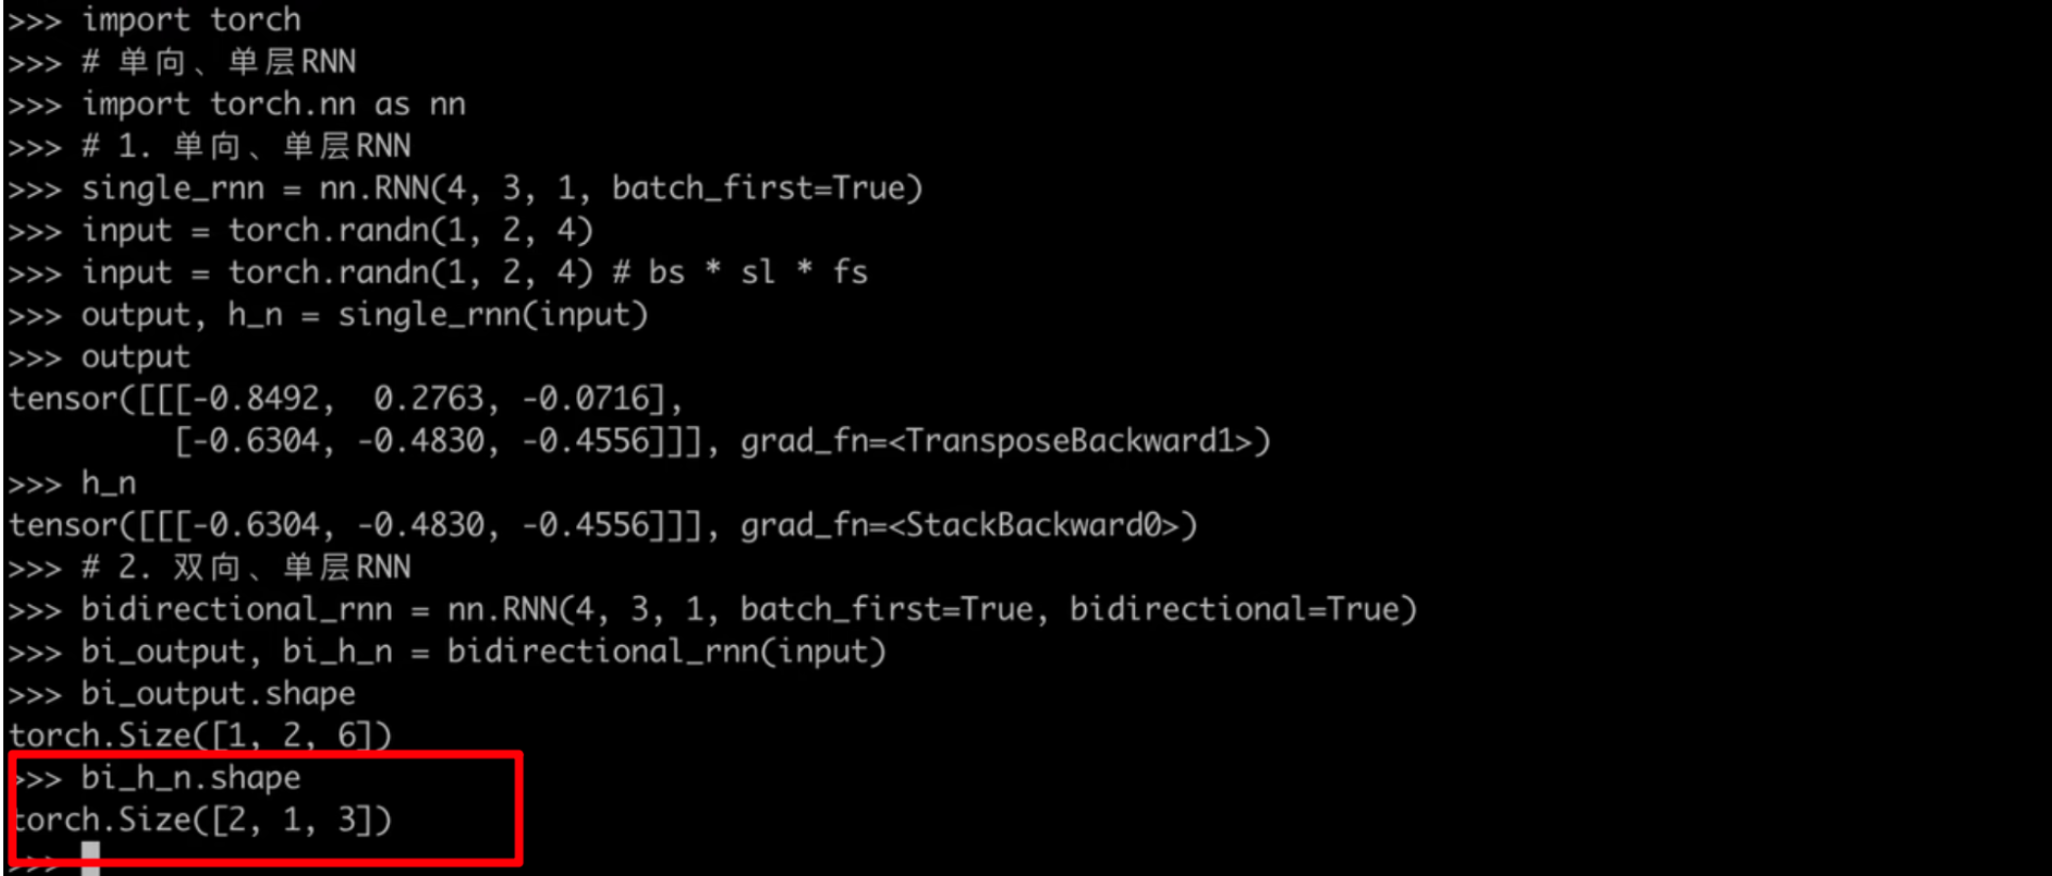 >>> import torch
>>> # 单向、单层RNN
>>> import torch.nn as nn
>>> # 1. 单向、单层RNN
>>> single_rnn = nn.RNN(4, 3, 1, batch_first=True)
>>> input = torch.randn(1, 2, 4)
>>> input = torch.randn(1, 2, 4) # bs * sl * fs
>>> output, h_n = single_rnn(input)
>>> output
tensor([[[-0.8492,  0.2763, -0.0716],
         [-0.6304, -0.4830, -0.4556]]], grad_fn=<TransposeBackward1>)
>>> h_n
tensor([[[-0.6304, -0.4830, -0.4556]]], grad_fn=<StackBackward0>)
>>> # 2. 双向、单层RNN
>>> bidirectional_rnn = nn.RNN(4, 3, 1, batch_first=True, bidirectional=True)
>>> bi_output, bi_h_n = bidirectional_rnn(input)
>>> bi_output.shape
torch.Size([1, 2, 6])
>>> bi_h_n.shape
torch.Size([2, 1, 3])
>>>